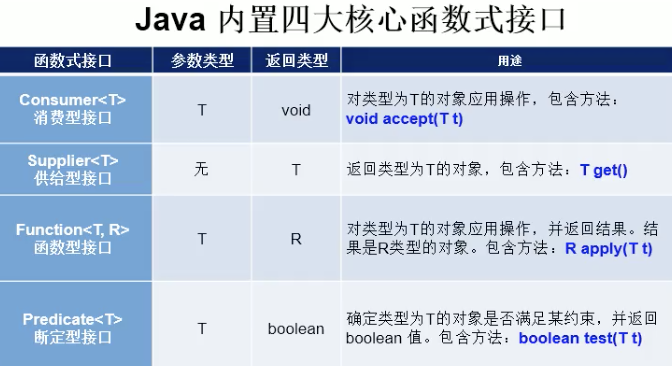 Java 内置四大核心函数式接口
函数式接口 参数类型 返回类型 用途
Consumer<T>
消费型接口
T
void
对类型为T的对象应用操作，包含方法：
void accept(T t)
Supplier<T>
供给型接口
无
T
返回类型为T的对象，包含方法：T get()
Function<T, R>
函数型接口
T
R
对类型为T的对象应用操作，并返回结果。结
果是R类型的对象。包含方法：R apply(T t)
Predicate<T>
断定型接口
T
boolean
确定类型为T的对象是否满足某约束，并返回
boolean 值。包含方法：boolean test(T t)